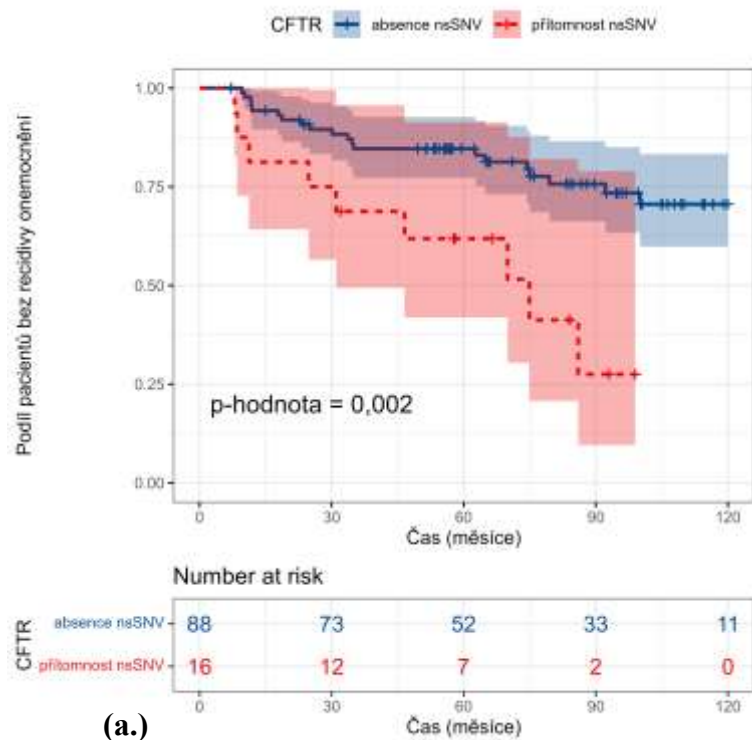 CFTR absence nsSNV přítomnost nsSNV
Podíl pacientů bez recidivy onemocnění
1.00
0.75
0.50
0.25
0.00
p-hodnota = 0,002
0 30 60 90 120
Čas (měsíce)
Number at risk
CFTR
absence nsSNV 88 73 52 33 11
přítomnost nsSNV 16 12 7 2 0
0 30 60 90 120
(a.) Čas (měsíce)